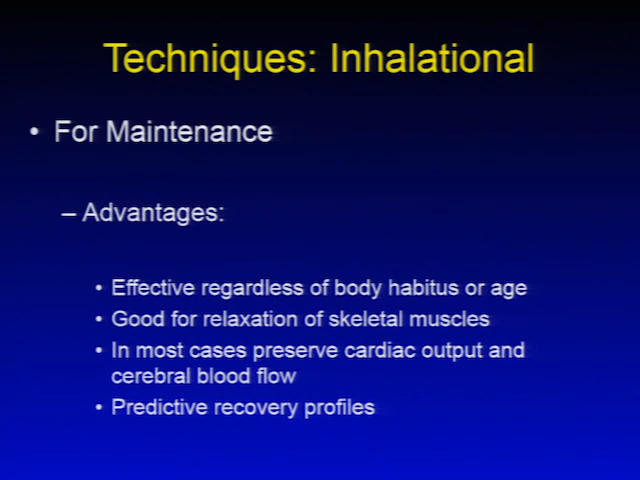 Techniques: Inhalational
• For Maintenance
– Advantages:
• Effective regardless of body habitus or age
• Good for relaxation of skeletal muscles
• In most cases preserve cardiac output and
cerebral blood flow
• Predictive recovery profiles